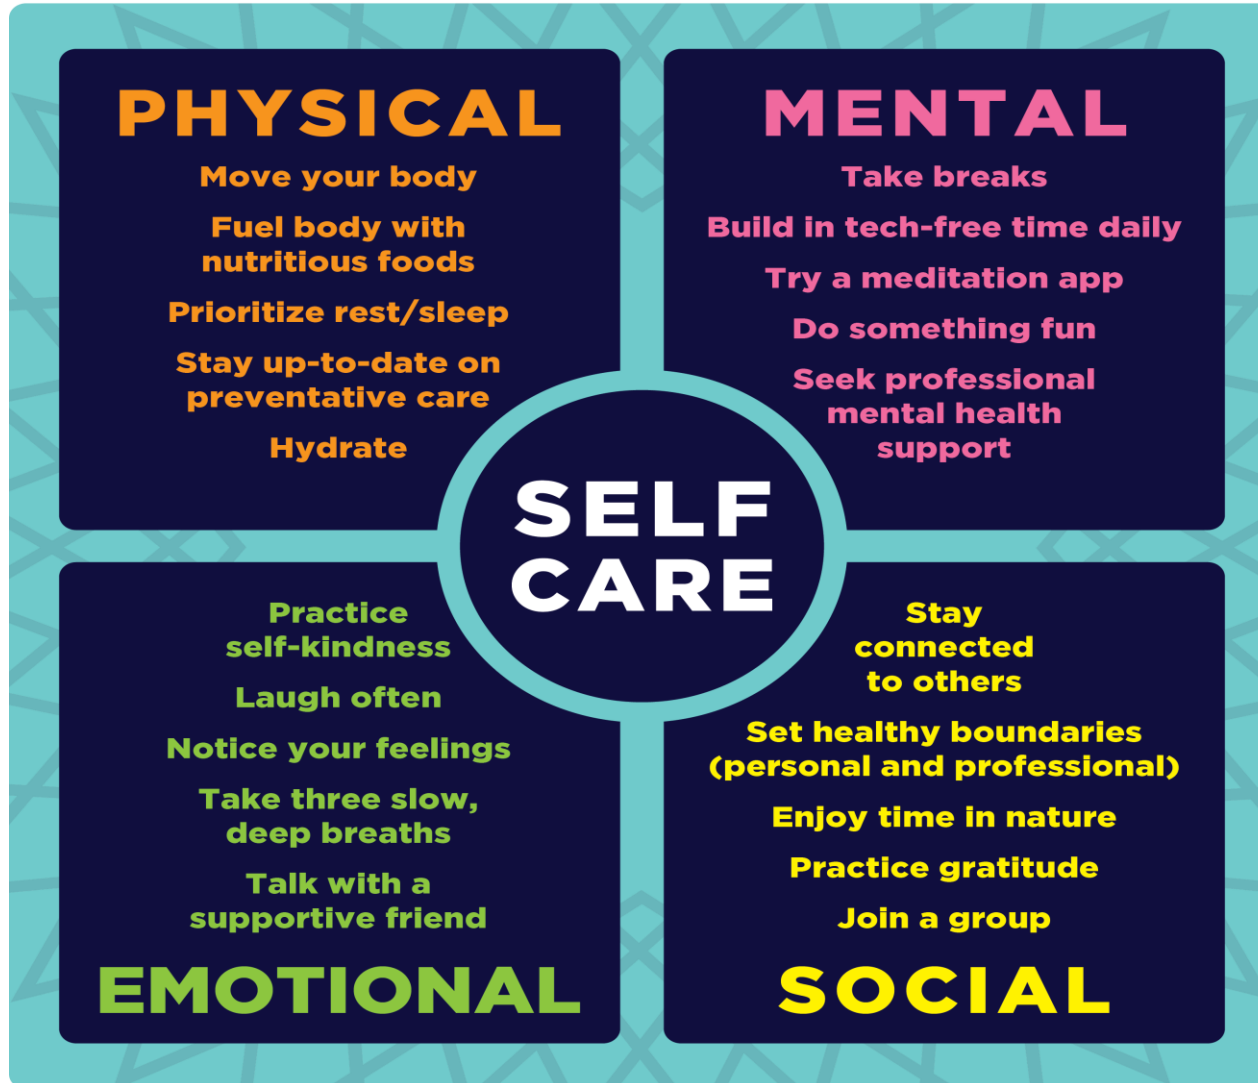 PHYSICAL
Move your body
Fuel body with
nutritious foods
Prioritize rest/sleep
Stay up-to-date on
preventative care
Hydrate
MENTAL
Take breaks
Build in tech-free time daily
Try a meditation app
Do something fun
Seek professional
mental health
support
SELF
CARE
Practice
self-kindness
Laugh often
Notice your feelings
Take three slow,
deep breaths
Talk with a
supportive friend
EMOTIONAL
Stay
connected
to others
Set healthy boundaries
(personal and professional)
Enjoy time in nature
Practice gratitude
Join a group
SOCIAL